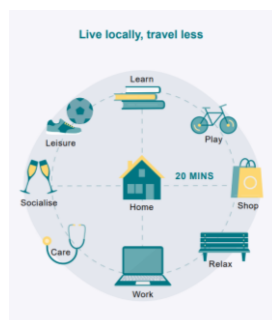 Live locally, travel less
Learn
Play
Leisure
20 MINS
Socialise
Home
Shop
Care
Relax
Work